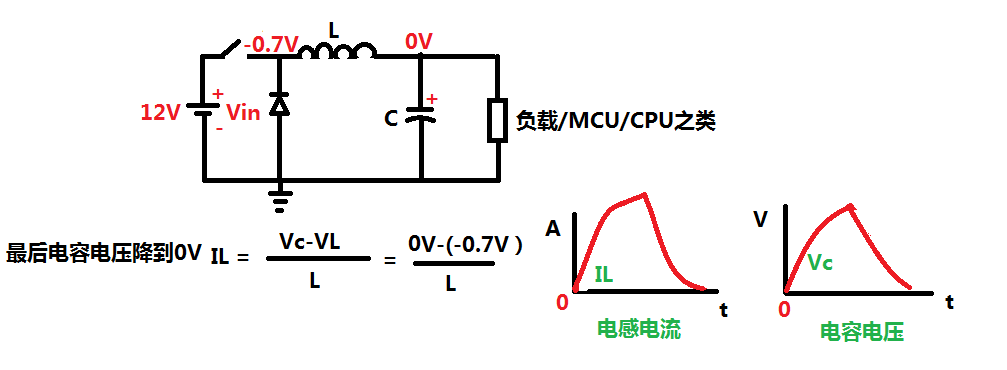 L
-0.7V
0V
12V
+
-
Vin
C
+
负载/MCU/CPU之类
最后电容电压降到0V IL = Vc-VL / L = 0V-(-0.7V ) / L
A
IL
0
t
电感电流
V
Vc
0
t
电容电压